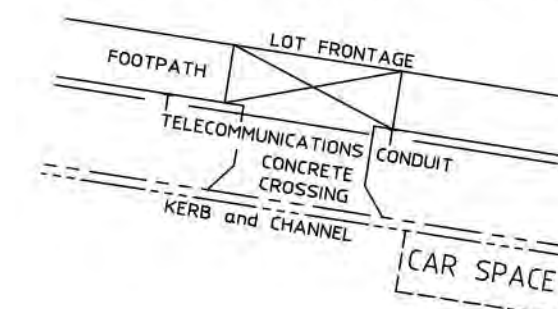 LOT FRONTAGE
FOOTPATH
TELECOMMUNICATIONS CONDUIT
CONCRETE
CROSSING
KERB and CHANNEL
CAR SPACE